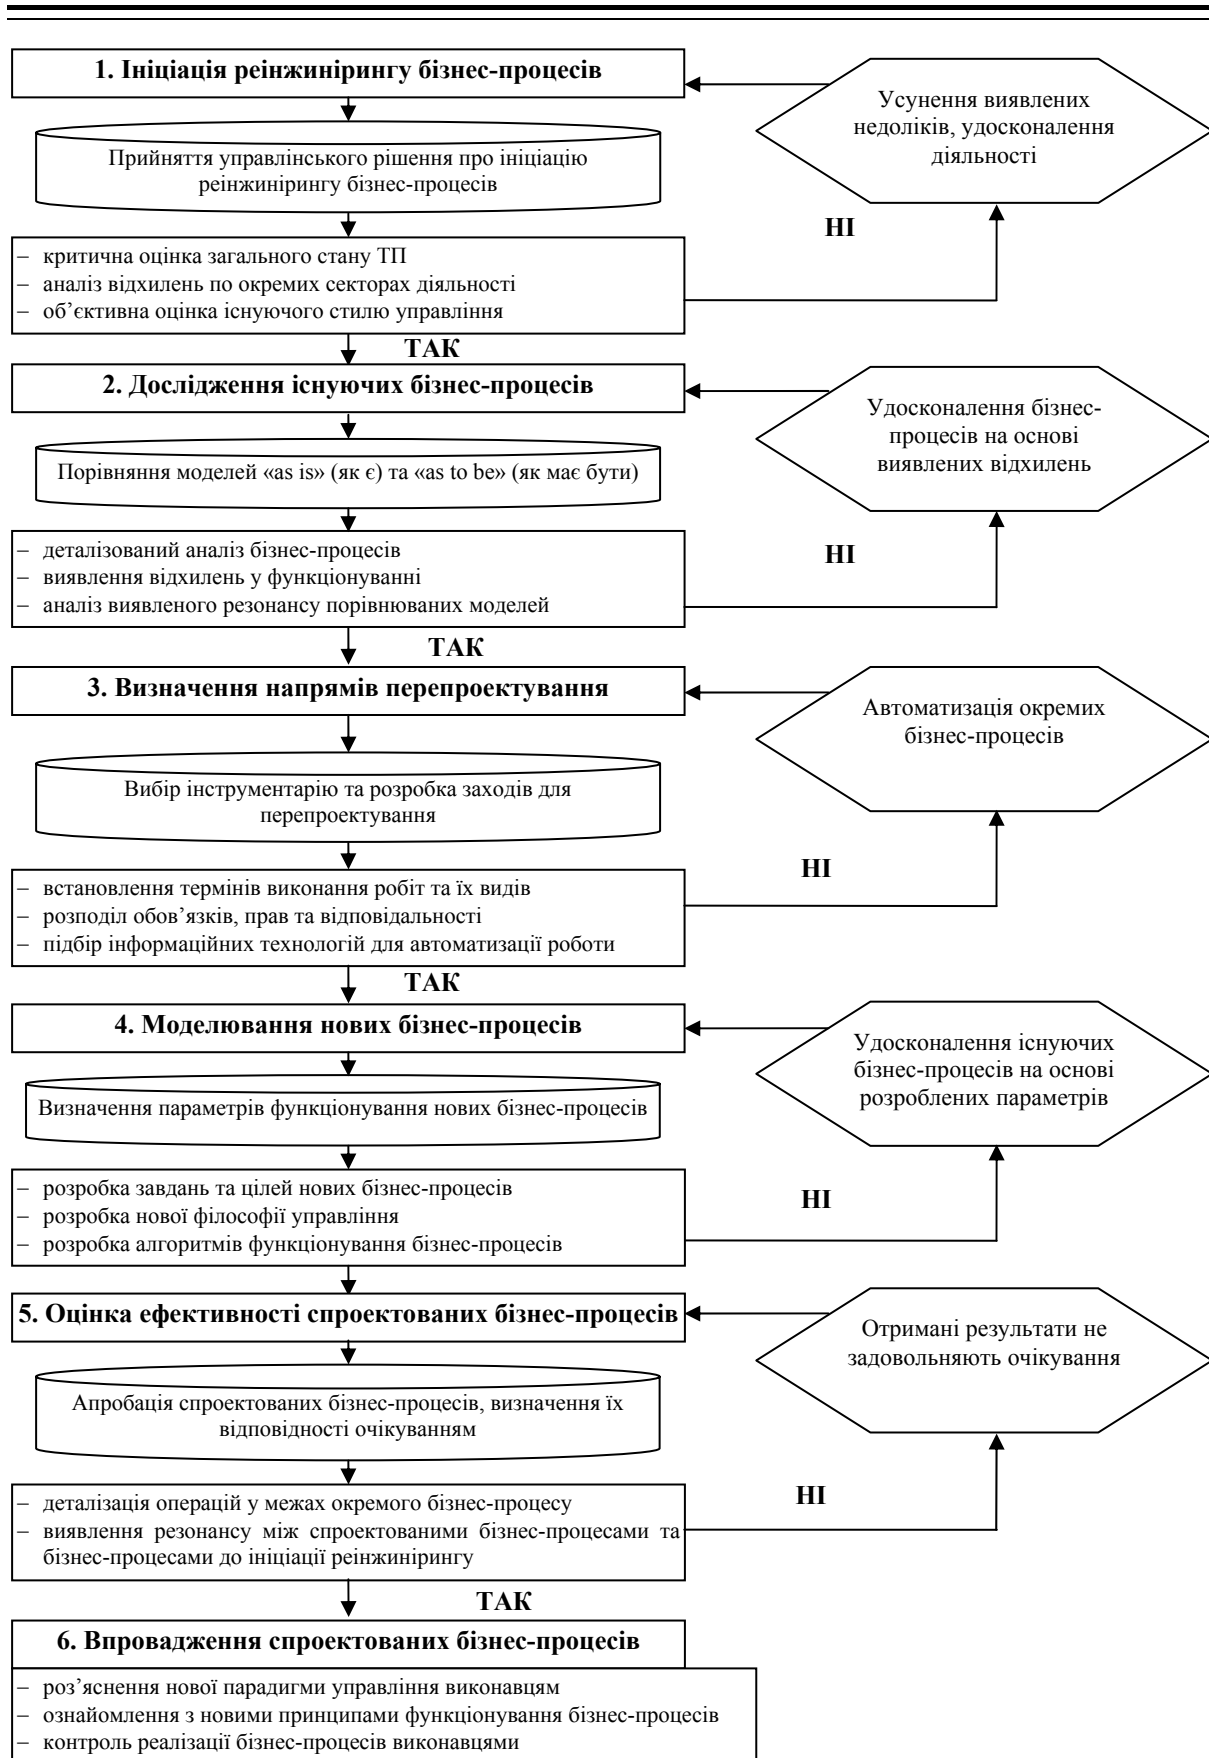 1. Ініціація реінжинірингу бізнес-процесів
Усунення виявлених
недоліків, удосконалення
діяльності
Прийняття управлінського рішення про ініціацію
реінжинірингу бізнес-процесів
НІ
– критична оцінка загального стану ТП
– аналіз відхилень по окремих секторах діяльності
– об’єктивна оцінка існуючого стилю управління
ТАК
2. Дослідження існуючих бізнес-процесів
Удосконалення бізнес-
процесів на основі
виявлених відхилень
Порівняння моделей «as is» (як є) та «as to be» (як має бути)
НІ
– деталізований аналіз бізнес-процесів
– виявлення відхилень у функціонуванні
– аналіз виявленого резонансу порівнюваних моделей
ТАК
3. Визначення напрямів перепроектування
Автоматизація окремих
бізнес-процесів
Вибір інструментарію та розробка заходів для
перепроектування
НІ
– встановлення термінів виконання робіт та їх видів
– розподіл обов’язків, прав та відповідальності
– підбір інформаційних технологій для автоматизації роботи
ТАК
4. Моделювання нових бізнес-процесів
Удосконалення існуючих
бізнес-процесів на основі
розроблених параметрів
Визначення параметрів функціонування нових бізнес-процесів
НІ
– розробка завдань та цілей нових бізнес-процесів
– розробка нової філософії управління
– розробка алгоритмів функціонування бізнес-процесів
5. Оцінка ефективності спроектованих бізнес-процесів
Отримані результати не
задовольняють очікування
Апробація спроектованих бізнес-процесів, визначення їх
відповідності очікуванням
НІ
– деталізація операцій у межах окремого бізнес-процесу
– виявлення резонансу між спроектованими бізнес-процесами та
бізнес-процесами до ініціації реінжинірингу
ТАК
6. Впровадження спроектованих бізнес-процесів
– роз’яснення нової парадигми управління виконавцям
– ознайомлення з новими принципами функціонування бізнес-процесів
– контроль реалізації бізнес-процесів виконавцями